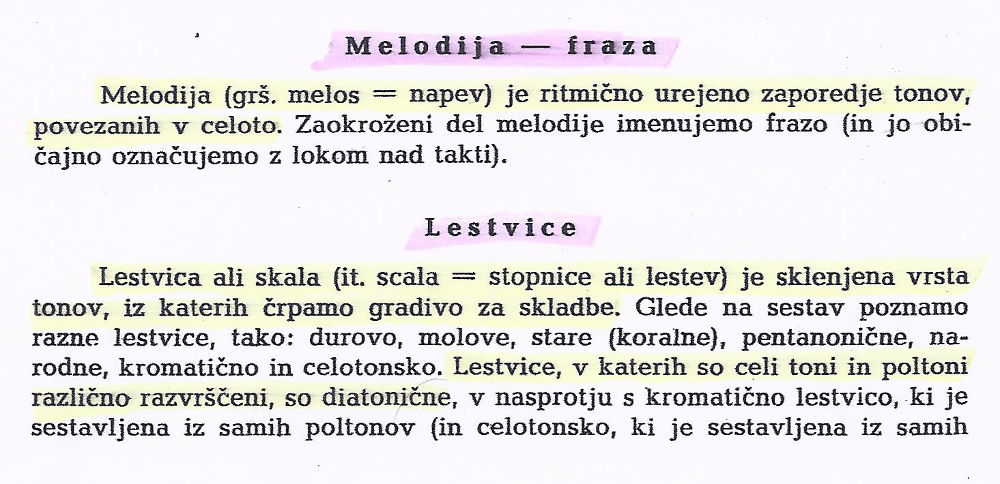 Melodija — fraza
Melodija (grš. melos = napev) je ritmično urejeno zaporedje tonov,
povezanih v celoto. Zaokroženi del melodije imenujemo frazo (in jo obi-
čajno označujemo z lokom nad takti).
Lestvice
Lestvica ali skala (it. scala = stopnice ali lestev) je sklenjena vrsta
tonov, iz katerih črpamo gradivo za skladbe. Glede na sestav poznamo
razne lestvice, tako: durovo, molove, stare (koralne), pentanonične, na-
rodne, kromatično in celotonsko. Lestvice, v katerih so celi toni in poltoni
različno razvrščeni, so diatonične, v nasprotju s kromatično lestvico, ki je
sestavljena iz samih poltonov (in celotonsko, ki je sestavljena iz samih